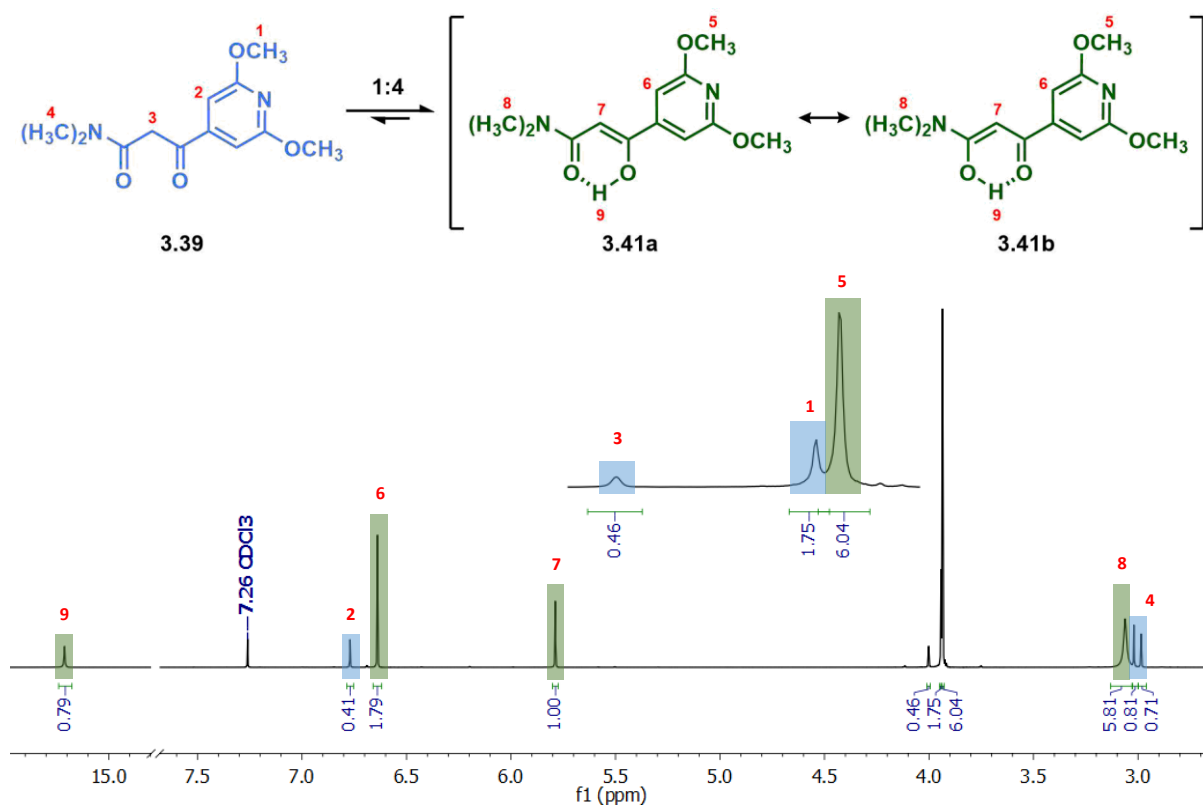 1
OCH₃
2
N
4
3
(H₃C)₂N
OCH₃
O
O
3.39
1:4
5
OCH₃
6
N
8
7
(H₃C)₂N
OCH₃
O
H
O
9
3.41a
5
OCH₃
6
N
8
7
(H₃C)₂N
OCH₃
O
H
O
9
3.41b
5
1
3
0.46
1.75
6.04
9
7.26 CDCl3
2
6
7
8
4
0.79
0.41
1.79
1.00
0.46
1.75
6.04
5.81
0.81
0.71
15.0 7.5 7.0 6.5 6.0 5.5 5.0 4.5 4.0 3.5 3.0
f1 (ppm)